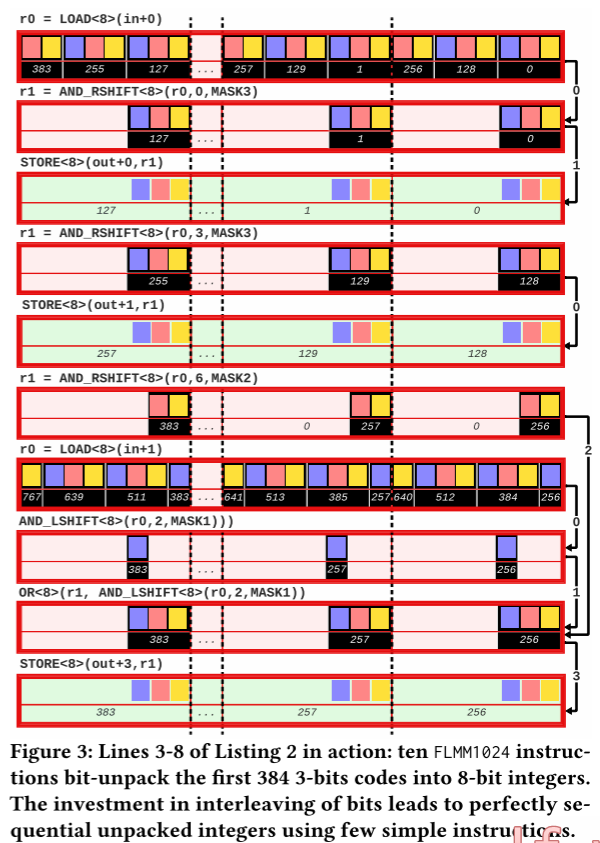 r0 = LOAD<8>(in+0)
383 255 127 ... 257 129 1 256 128 0
0
r1 = AND_RSHIFT<8>(r0,0,MASK3)
127 ... 1 0
1
STORE<8>(out+0,r1)
127 ... 1 0
r1 = AND_RSHIFT<8>(r0,3,MASK3)
255 ... 129 128
0
STORE<8>(out+1,r1)
257 ... 129 128
r1 = AND_RSHIFT<8>(r0,6,MASK2)
383 ... 0 257 0 256
2
r0 = LOAD<8>(in+1)
767 639 511 383 ... 641 513 385 257 640 512 384 256
0
AND_LSHIFT<8>(r0,2,MASK1)))
383 ... 257 256
1
OR<8>(r1, AND_LSHIFT<8>(r0,2,MASK1))
383 ... 257 256
3
STORE<8>(out+3,r1)
383 ... 257 256
Figure 3: Lines 3-8 of Listing 2 in action: ten FLMM1024 instruc-
tions bit-unpack the first 384 3-bits codes into 8-bit integers.
The investment in interleaving of bits leads to perfectly se-
quential unpacked integers using few simple instructions.